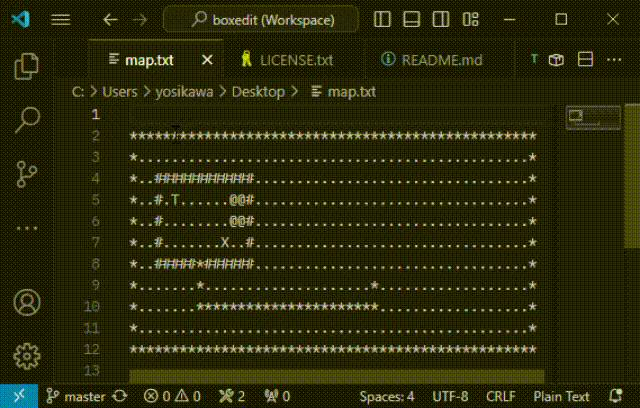 boxedit (Workspace)
map.txt
LICENSE.txt
README.md
C: > Users > yosikawa > Desktop > map.txt
1
2 *************************************************
3 *...............................................*
4 *..############.................................*
5 *..#.T......@@#.................................*
6 *..#........@@#.................................*
7 *..#.......X..#.................................*
8 *..#####*######.................................*
9 *.......*....................*..................*
10 *.......**********************..................*
11 *...............................................*
12 *************************************************
13
master 0 0 2 0 Spaces: 4 UTF-8 CRLF Plain Text